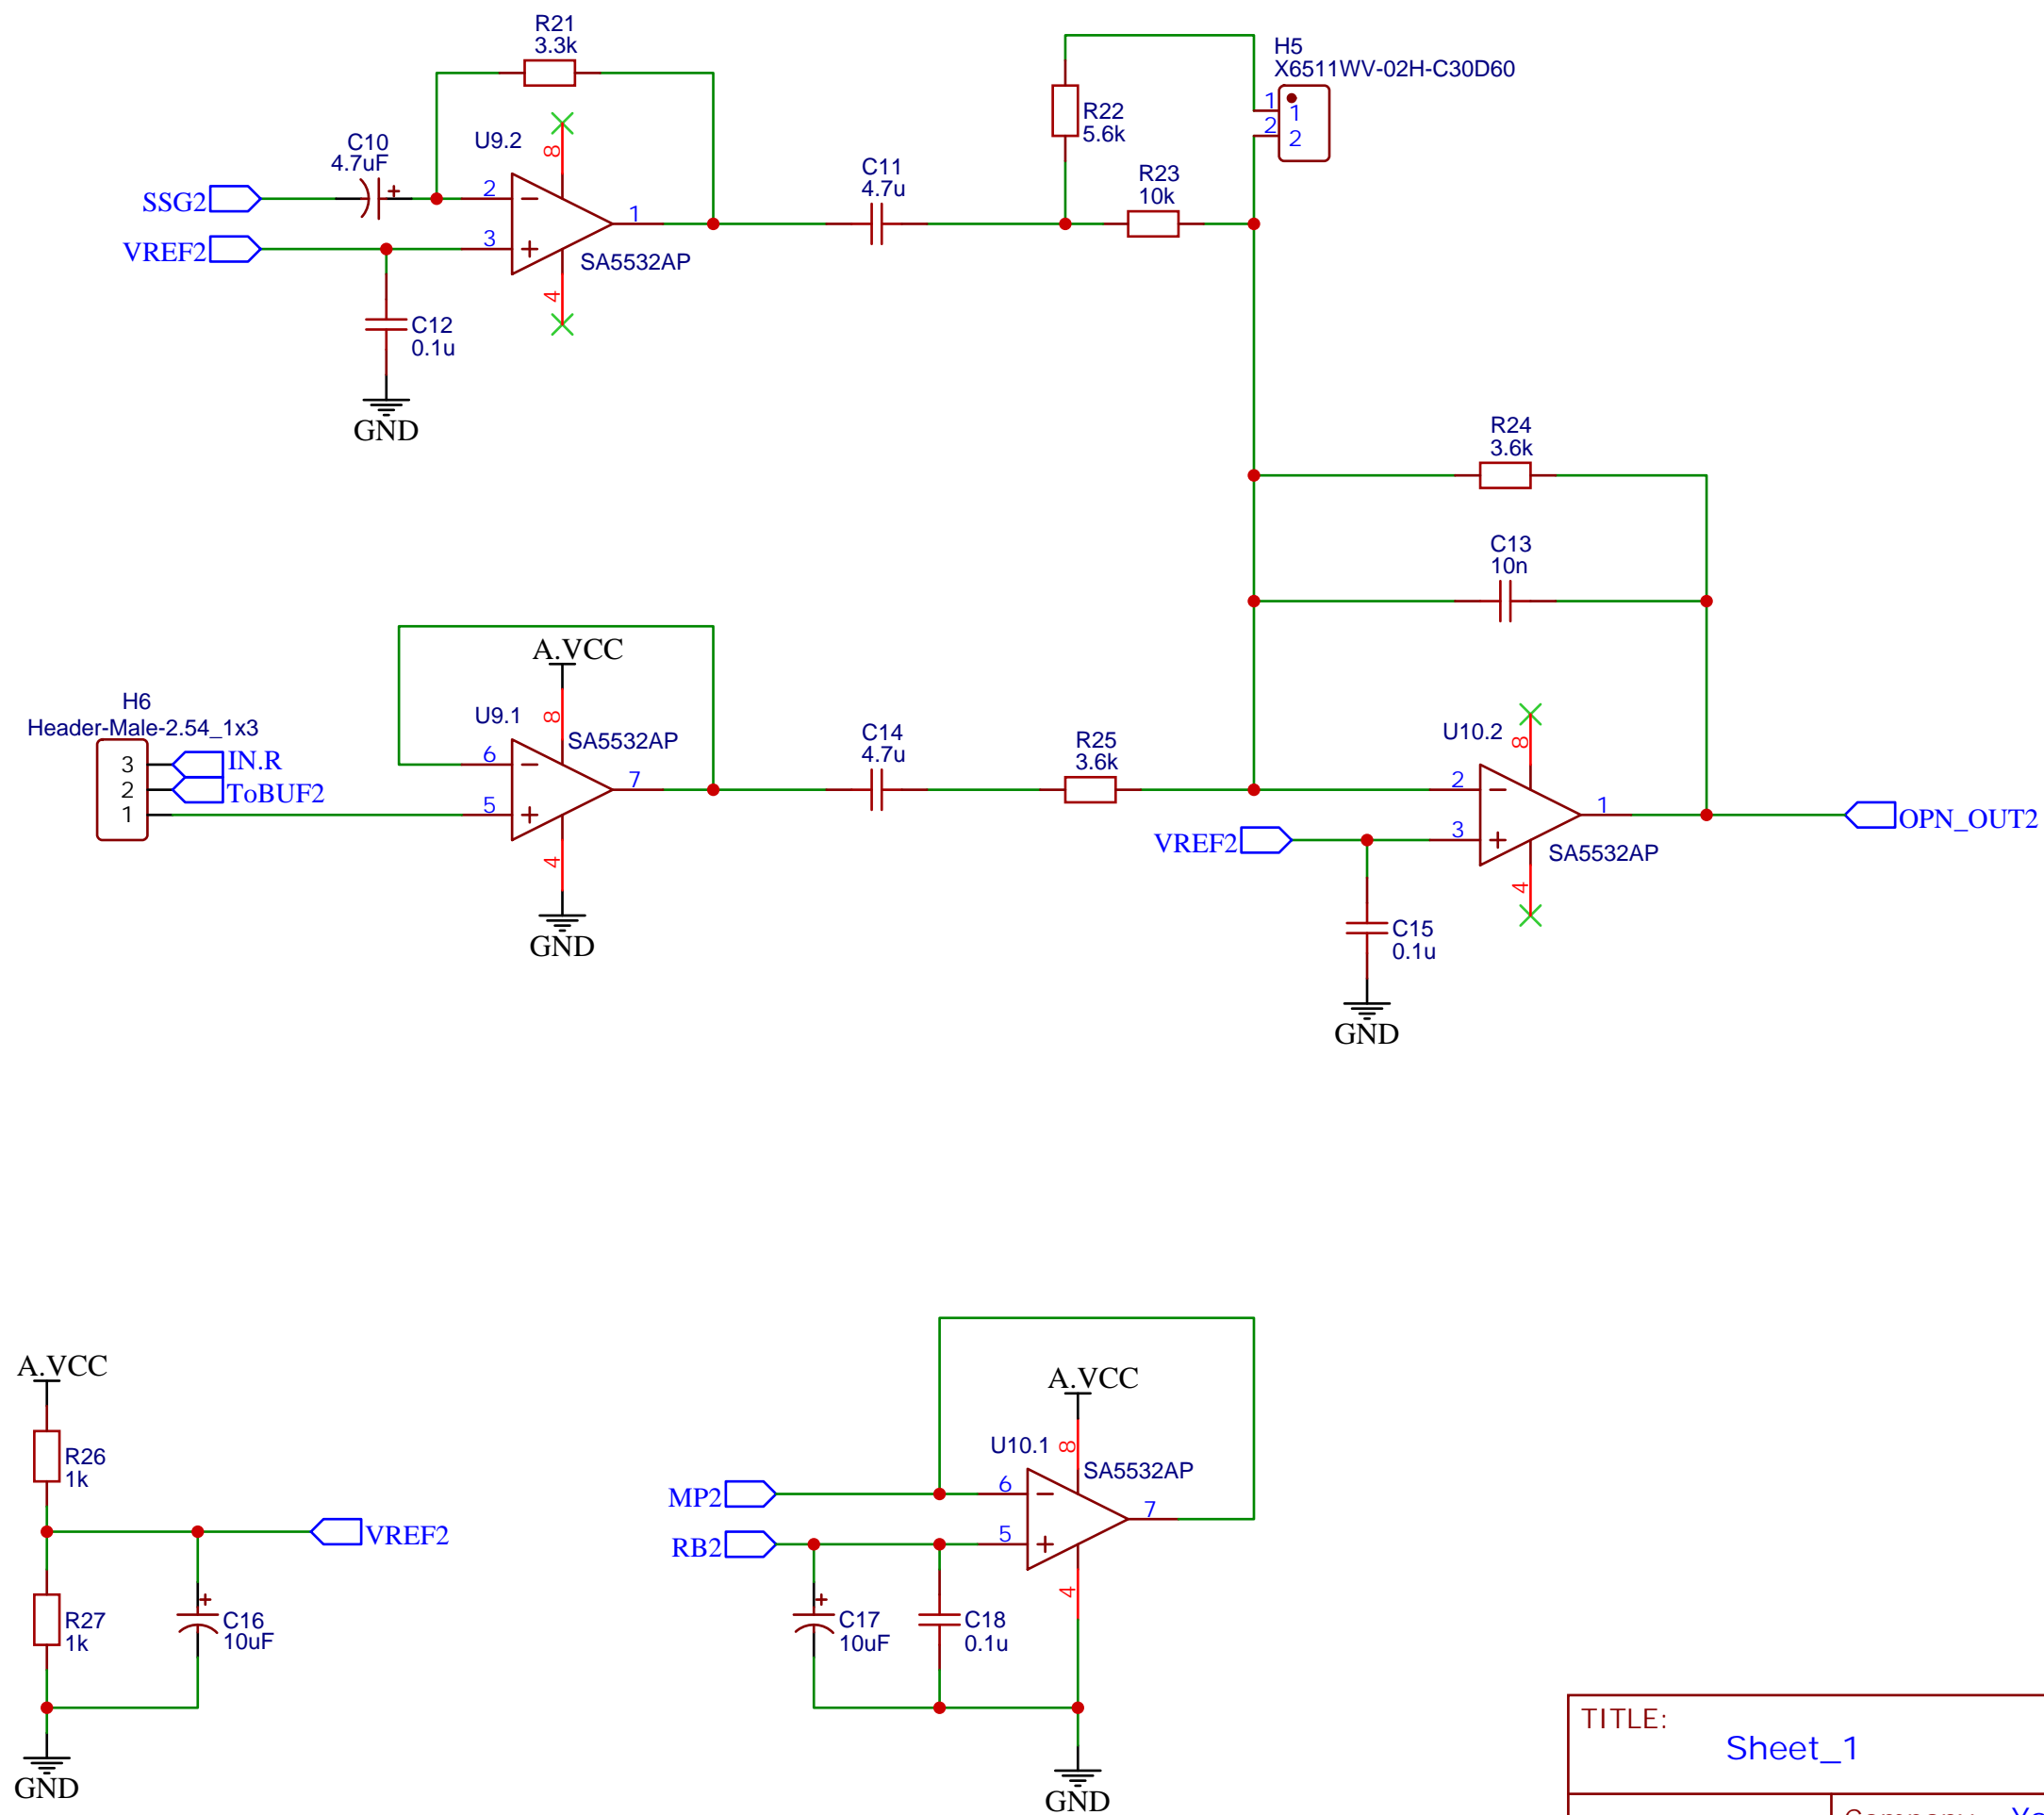 R21
3.3k
H5
X6511WV-02H-C30D60
1
1
2
2
R22
5.6k
C10
4.7uF
+
U9.2
8
SSG2
2
1
VREF2
3
SA5532AP
4
C11
4.7u
R23
10k
C12
0.1u
GND
R24
3.6k
C13
10n
A.VCC
H6
Header-Male-2.54_1x3
U9.1
8
SA5532AP
3
IN.R
2
ToBUF2
1
6
7
5
4
GND
C14
4.7u
R25
3.6k
U10.2
8
2
1
OPN_OUT2
VREF2
3
SA5532AP
4
C15
0.1u
GND
A.VCC
R26
1k
VREF2
R27
1k
+
C16
10uF
GND
A.VCC
U10.1
8
SA5532AP
MP2
6
7
RB2
5
4
+
C17
10uF
C18
0.1u
GND
TITLE:
Sheet_1